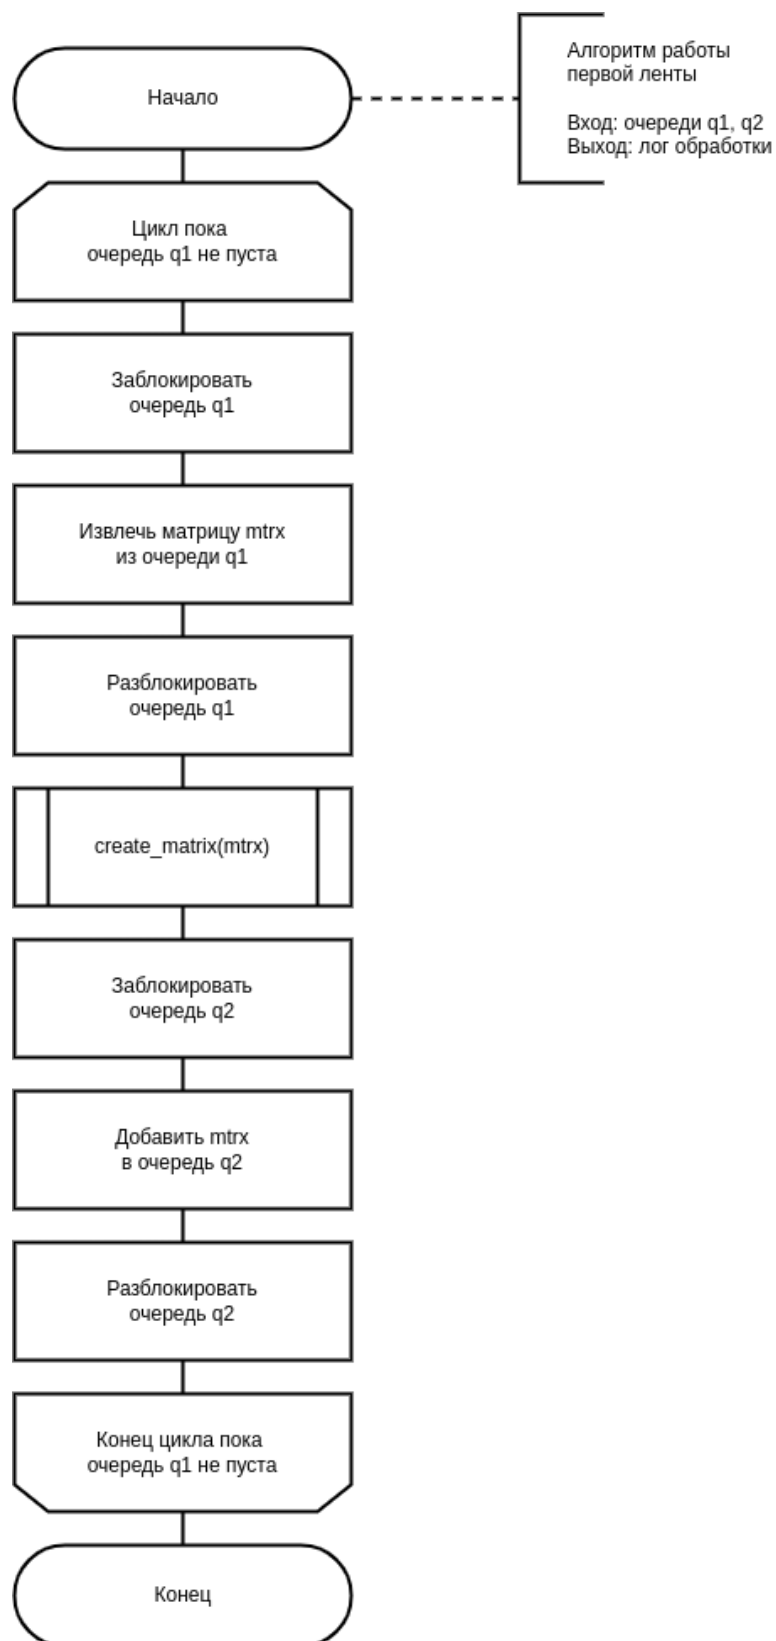 Начало
Алгоритм работы
первой ленты
Вход: очереди q1, q2
Выход: лог обработки
Цикл пока
очередь q1 не пуста
Заблокировать
очередь q1
Извлечь матрицу mtrx
из очереди q1
Разблокировать
очередь q1
create_matrix(mtrx)
Заблокировать
очередь q2
Добавить mtrx
в очередь q2
Разблокировать
очередь q2
Конец цикла пока
очередь q1 не пуста
Конец